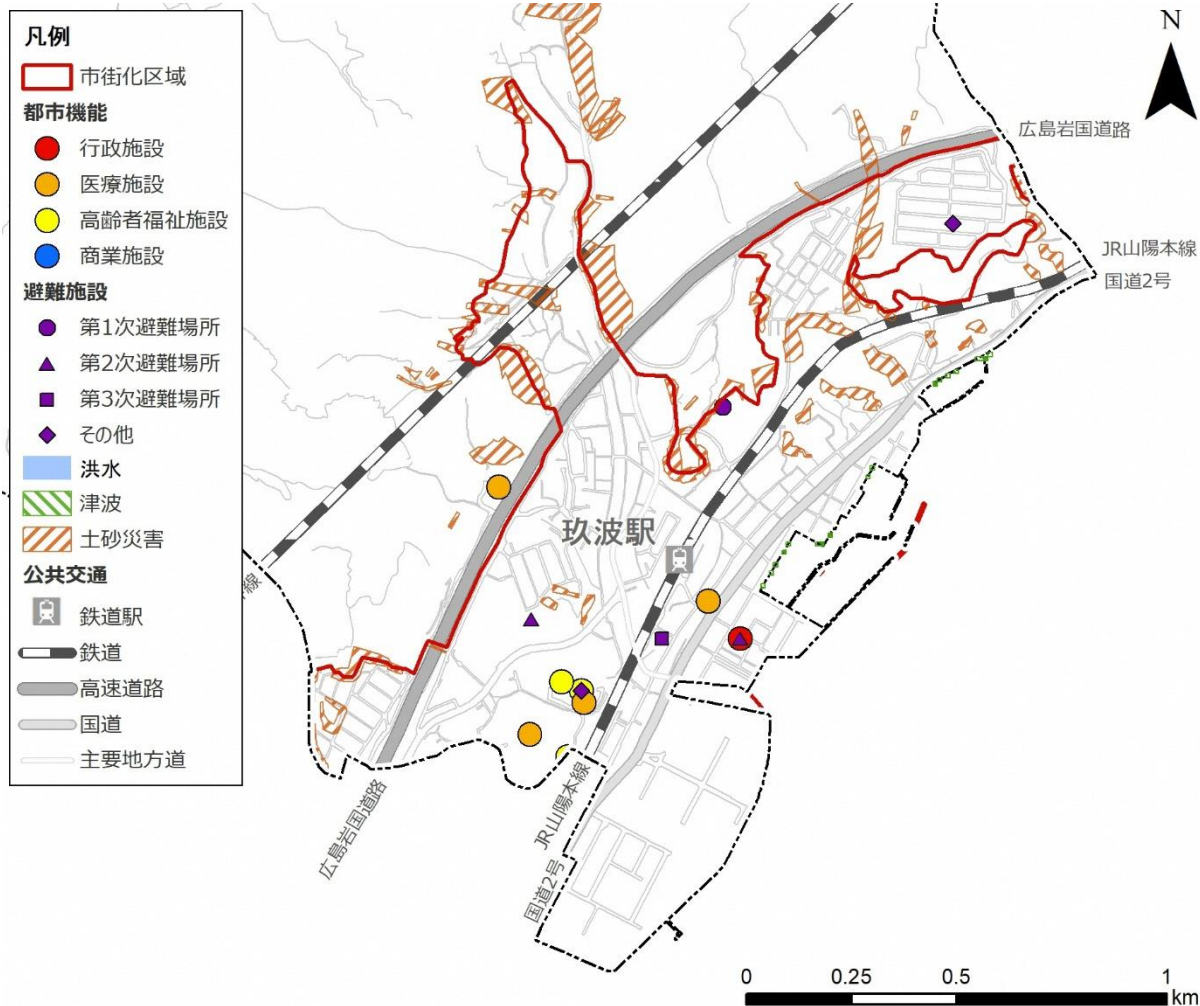 凡例
市街化区域
都市機能
行政施設
医療施設
高齢者福祉施設
商業施設
避難施設
第1次避難場所
第2次避難場所
第3次避難場所
その他
洪水
津波
土砂災害
公共交通
鉄道駅
鉄道
高速道路
国道
主要地方道
N
広島岩国道路
JR山陽本線
国道2号
玖波駅
線
広島岩国道路
JR山陽本線
国道2号
0 0.25 0.5 1
km